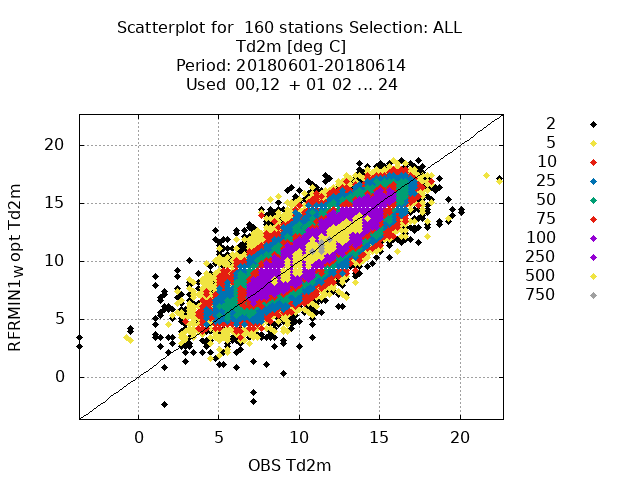 Scatterplot for  160 stations Selection: ALL
Td2m [deg C]
Period: 20180601-20180614
Used  00,12  + 01 02 ... 24
RFRMIN1w opt Td2m
20
15
10
5
0
0 5 10 15 20
OBS Td2m
2
5
10
25
50
75
100
250
500
750